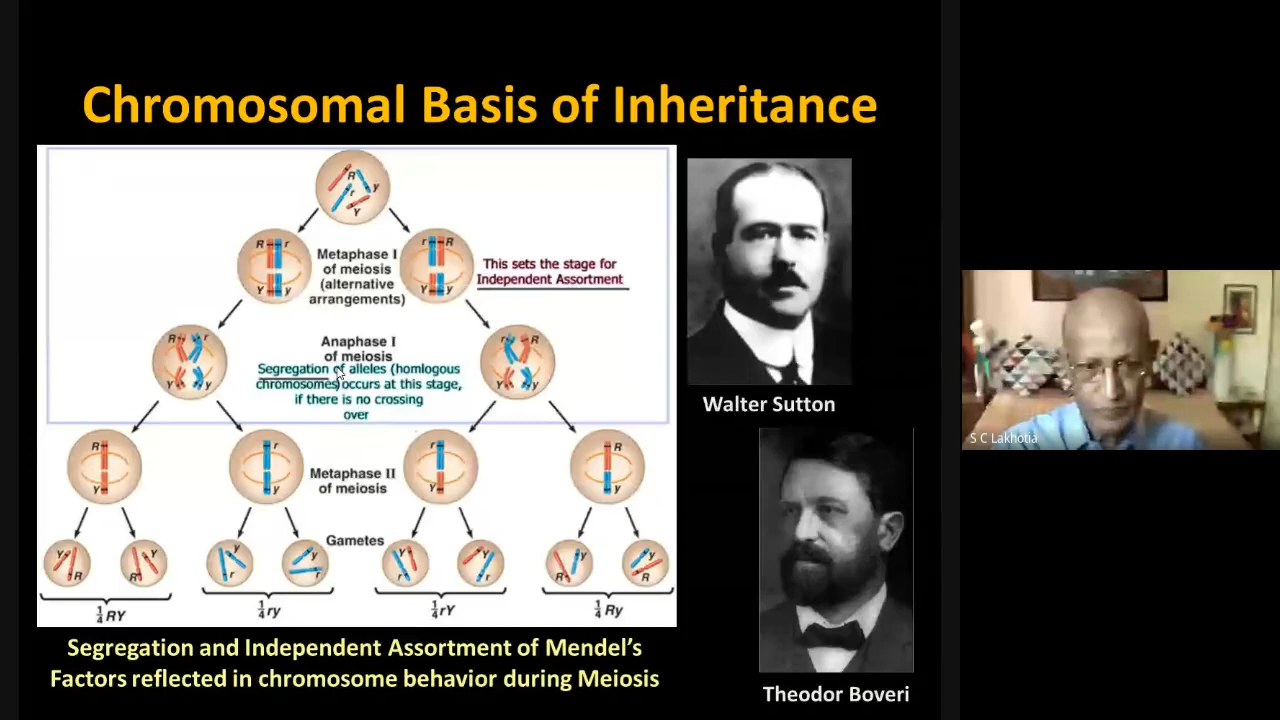 Chromosomal Basis of Inheritance
R
r
y
Y
R r
Y y
Metaphase I
of meiosis
(alternative
arrangements)
r R
Y y
This sets the stage for
Independent Assortment
R r
Y y
Anaphase I
of meiosis
Segregation of alleles (homlogous
chromosomes) occurs at this stage,
if there is no crossing
over
r R
Y y
Walter Sutton
R
Y
r
y
Metaphase II
of meiosis
r
Y
R
y
Gametes
Y
R
Y
R
y
r
y
r
Y
r
Y
r
y
R
y
R
1/4 RY
1/4 ry
1/4 rY
1/4 Ry
Segregation and Independent Assortment of Mendel’s
Factors reflected in chromosome behavior during Meiosis
Theodor Boveri
S C Lakhotia